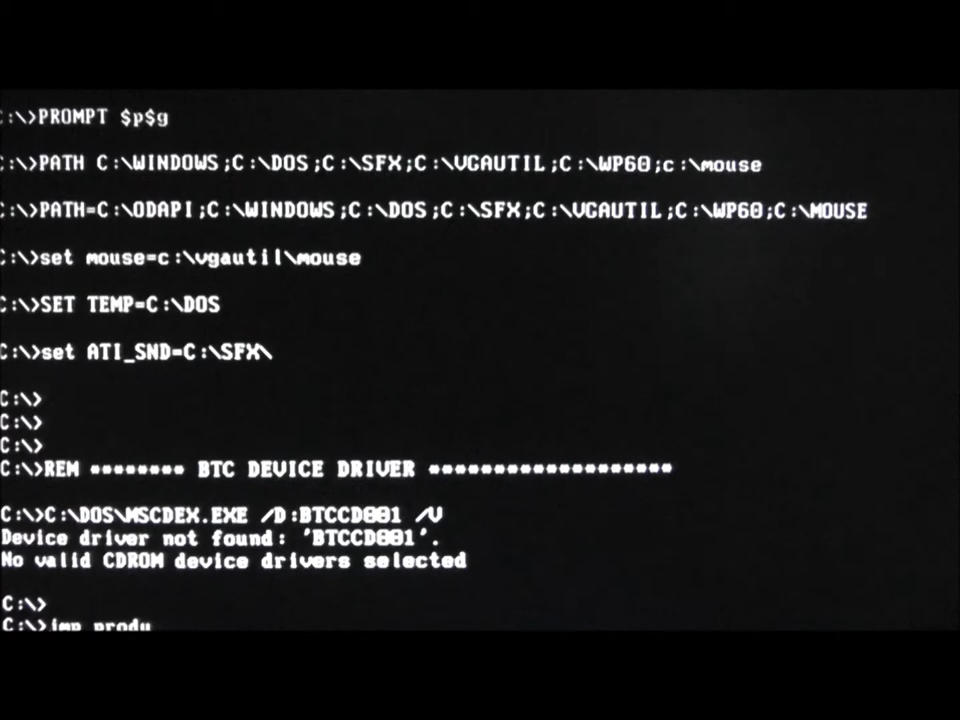 C:\>PROMPT $p$g
C:\>PATH C:\WINDOWS;C:\DOS;C:\SFX;C:\VGAUTIL;C:\WP60;c:\mouse
C:\>PATH=C:\ODAPI;C:\WINDOWS;C:\DOS;C:\SFX;C:\VGAUTIL;C:\WP60;C:\MOUSE
C:\>set mouse=c:\vgautil\mouse
C:\>SET TEMP=C:\DOS
C:\>set ATI_SND=C:\SFX\
C:\>
C:\>
C:\>
C:\>REM ******** BTC DEVICE DRIVER ********************
C:\>C:\DOS\MSCDEX.EXE /D:BTCCD001 /V
Device driver not found: 'BTCCD001'.
No valid CDROM device drivers selected
C:\>
C:\>imp produ